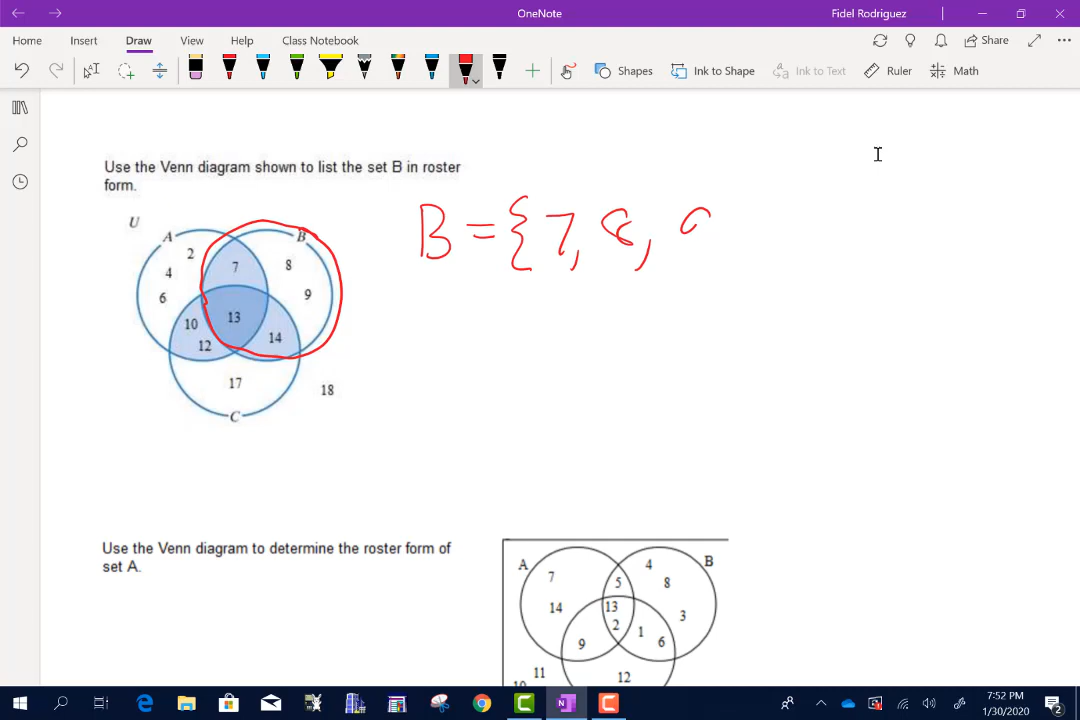 OneNote
Fidel Rodriguez
Home Insert Draw View Help Class Notebook
Share
Shapes Ink to Shape Ink to Text Ruler Math
Use the Venn diagram shown to list the set B in roster
form.
U
A B
2
7 8
4
6 9
10 13
12 14
17 18
C
B = { 7, 8,
Use the Venn diagram to determine the roster form of
set A.
A 4 B
7 5 8
14 13 3
2 1
9 6
11 12
10
7:52 PM
1/30/2020
2